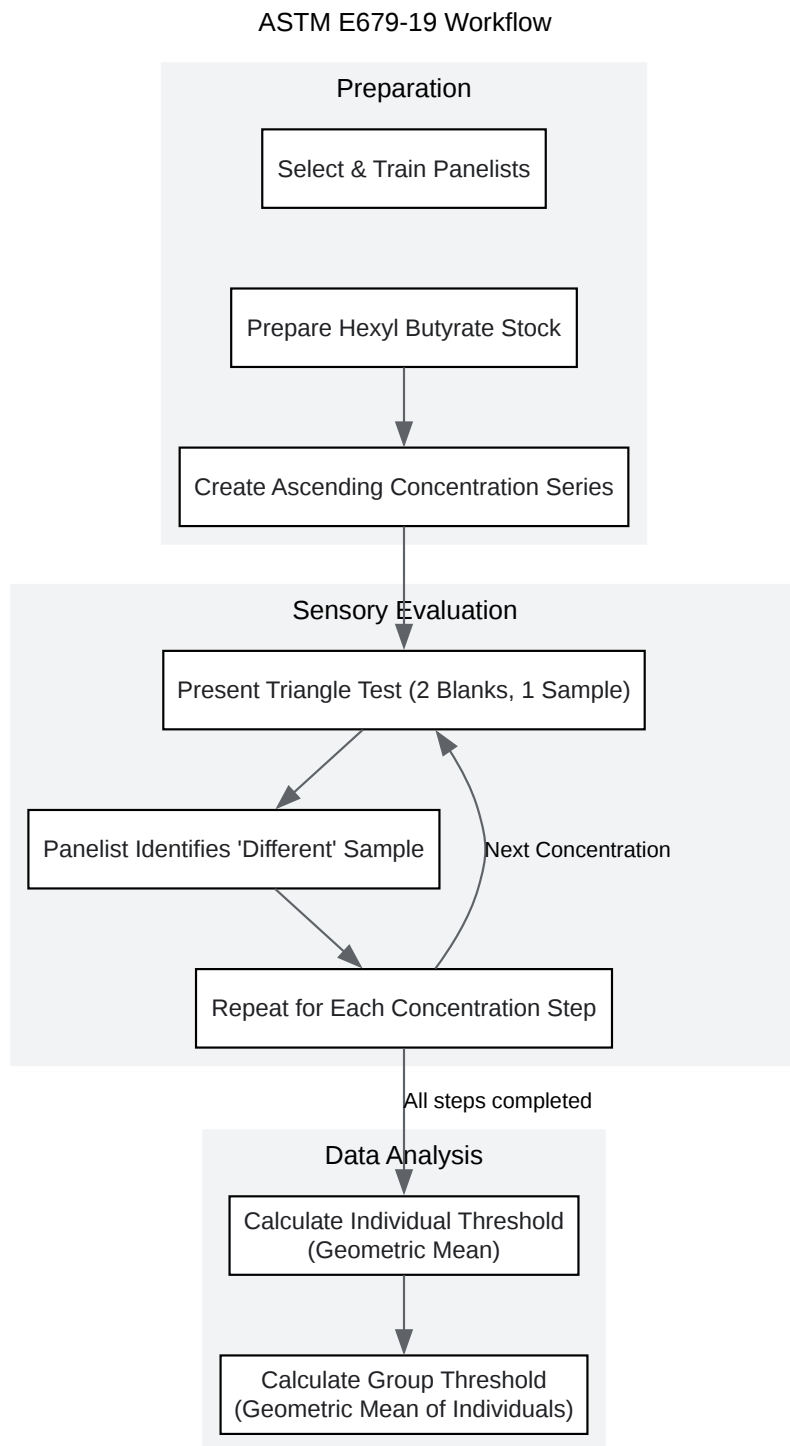 ASTM E679-19 Workflow
Preparation
Select & Train Panelists
Prepare Hexyl Butyrate Stock
Create Ascending Concentration Series
Sensory Evaluation
Present Triangle Test (2 Blanks, 1 Sample)
Panelist Identifies 'Different' Sample
Next Concentration
Repeat for Each Concentration Step
All steps completed
Data Analysis
Calculate Individual Threshold
(Geometric Mean)
Calculate Group Threshold
(Geometric Mean of Individuals)